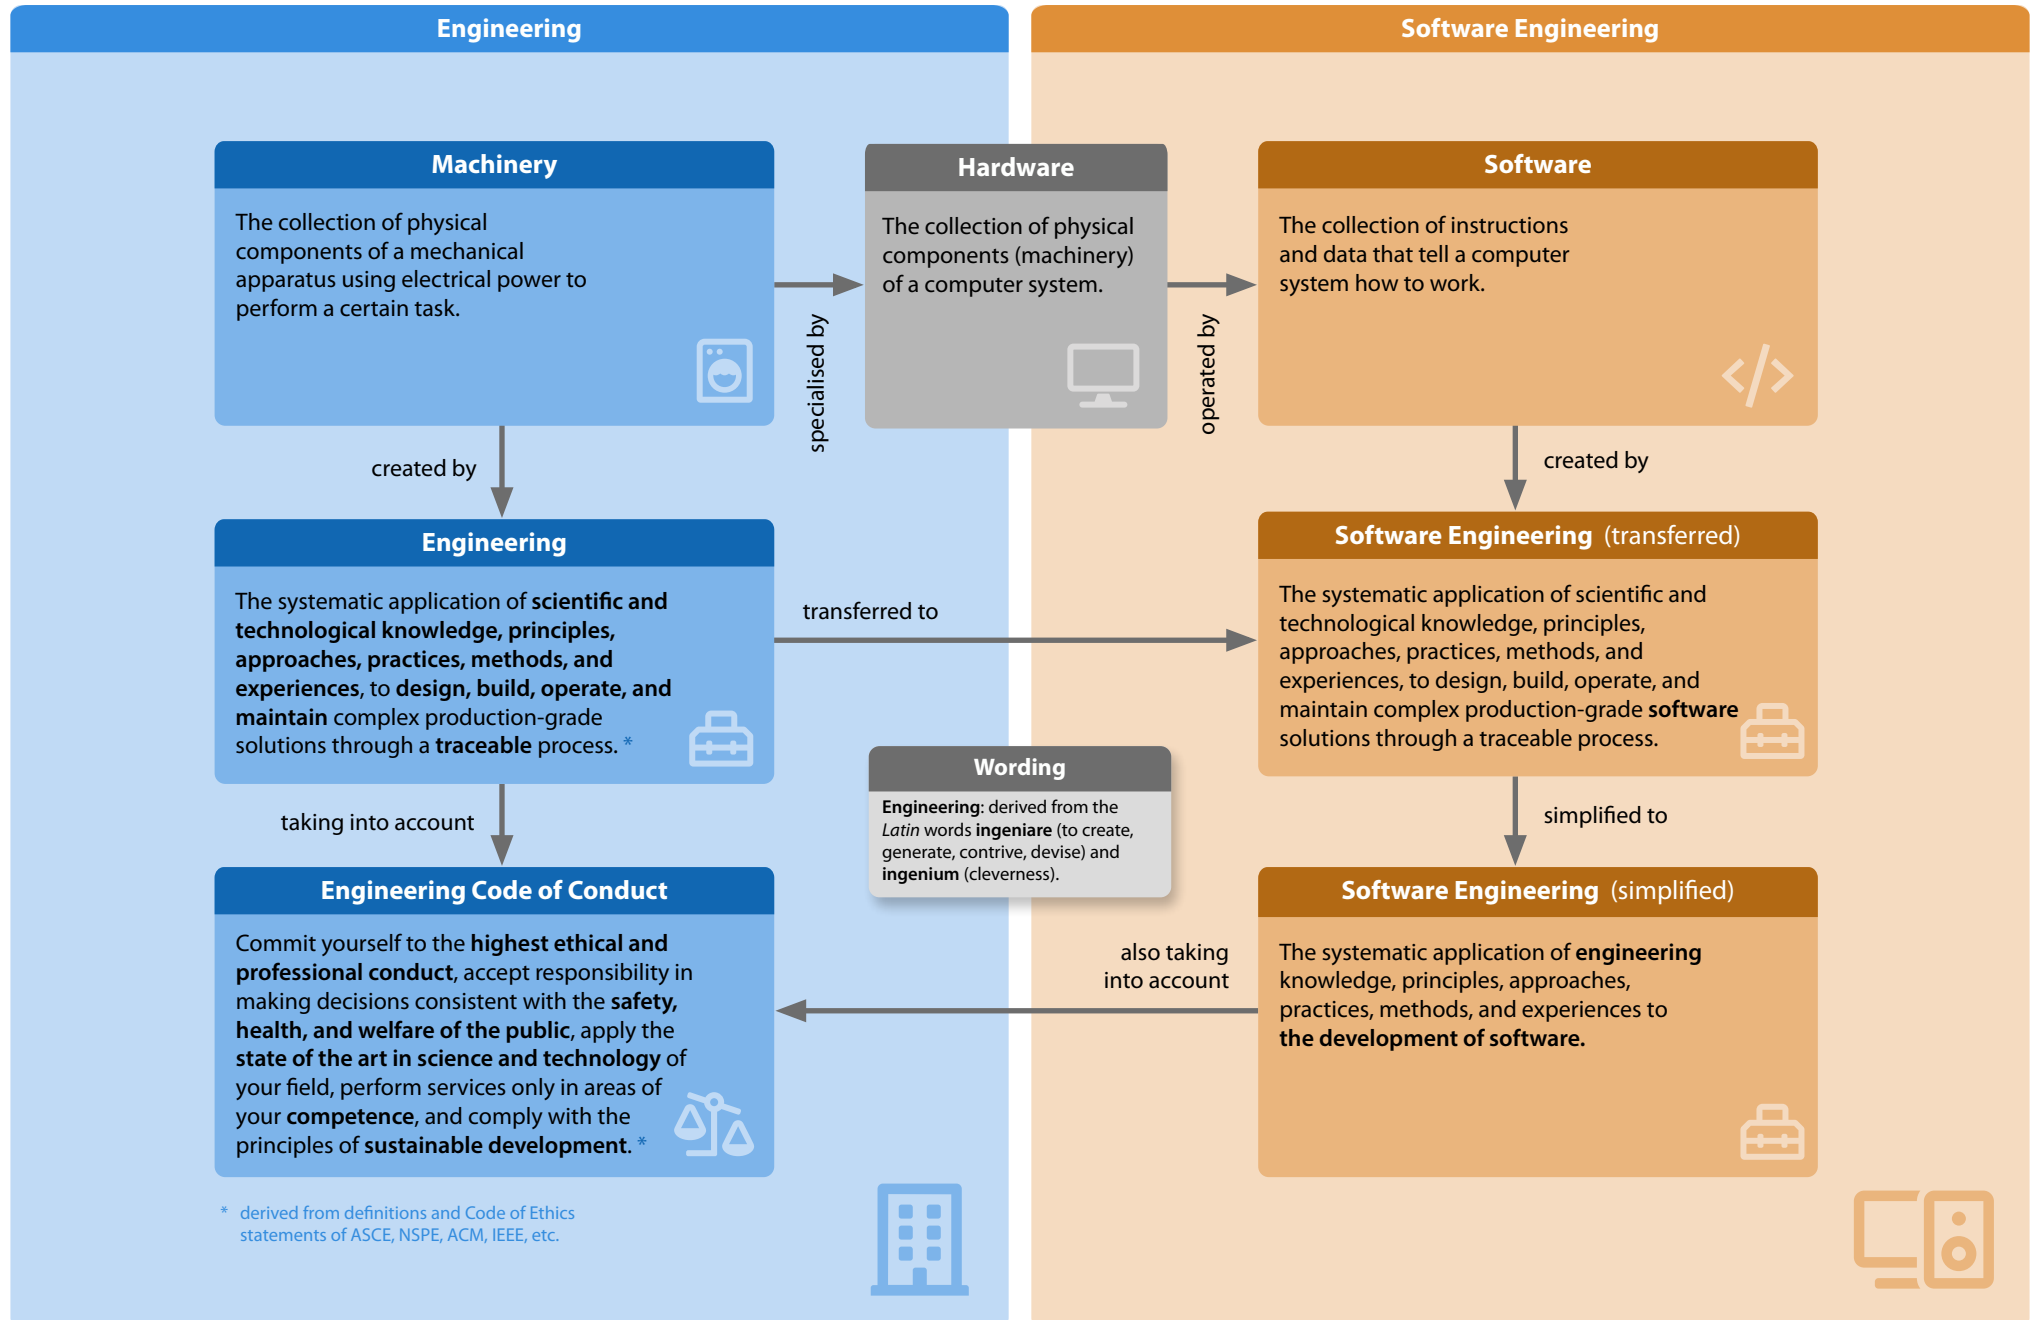 Engineering
Software Engineering
Machinery
The collection of physical
components of a mechanical
apparatus using electrical power to
perform a certain task.
specialised by
Hardware
The collection of physical
components (machinery)
of a computer system.
operated by
Software
The collection of instructions
and data that tell a computer
system how to work.
created by
created by
Engineering
The systematic application of scientific and
technological knowledge, principles,
approaches, practices, methods, and
experiences, to design, build, operate, and
maintain complex production-grade
solutions through a traceable process. *
transferred to
Software Engineering (transferred)
The systematic application of scientific and
technological knowledge, principles,
approaches, practices, methods, and
experiences, to design, build, operate, and
maintain complex production-grade software
solutions through a traceable process.
Wording
Engineering: derived from the
Latin words ingeniare (to create,
generate, contrive, devise) and
ingenium (cleverness).
taking into account
simplified to
Engineering Code of Conduct
Commit yourself to the highest ethical and
professional conduct, accept responsibility in
making decisions consistent with the safety,
health, and welfare of the public, apply the
state of the art in science and technology of
your field, perform services only in areas of
your competence, and comply with the
principles of sustainable development. *
also taking
into account
Software Engineering (simplified)
The systematic application of engineering
knowledge, principles, approaches,
practices, methods, and experiences to
the development of software.
* derived from definitions and Code of Ethics
statements of ASCE, NSPE, ACM, IEEE, etc.